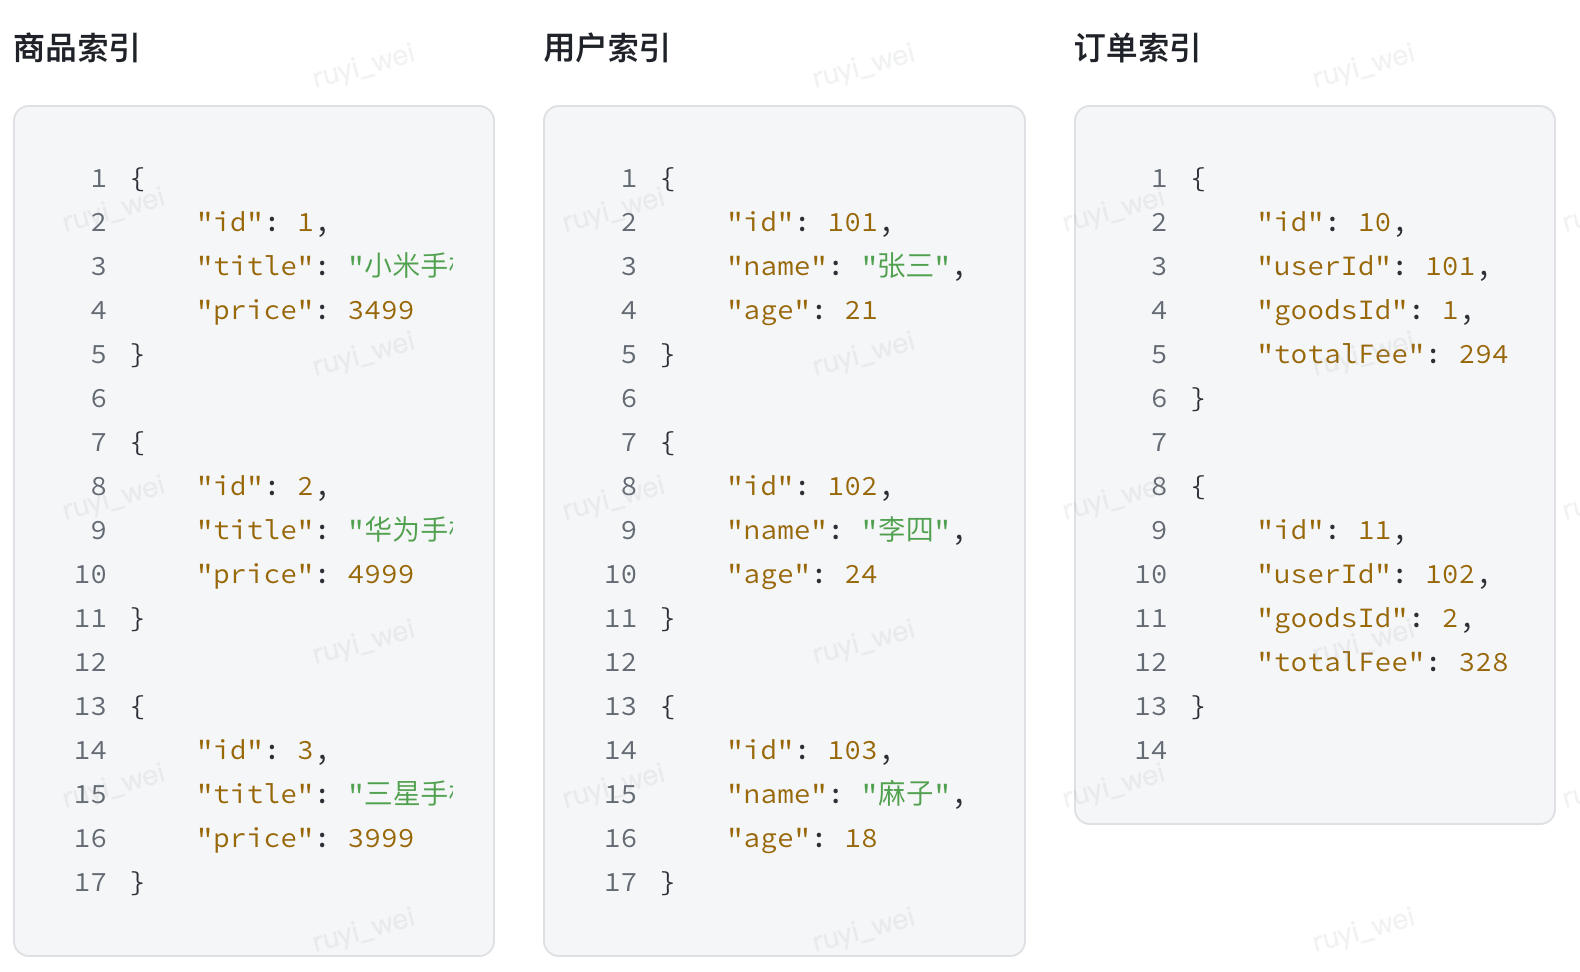 商品索引
1 {
2 "id": 1,
3 "title": "小米手
4 "price": 3499
5 }
6
7 {
8 "id": 2,
9 "title": "华为手
10 "price": 4999
11 }
12
13 {
14 "id": 3,
15 "title": "三星手
16 "price": 3999
17 }
用户索引
1 {
2 "id": 101,
3 "name": "张三",
4 "age": 21
5 }
6
7 {
8 "id": 102,
9 "name": "李四",
10 "age": 24
11 }
12
13 {
14 "id": 103,
15 "name": "麻子",
16 "age": 18
17 }
订单索引
1 {
2 "id": 10,
3 "userId": 101,
4 "goodsId": 1,
5 "totalFee": 294
6 }
7
8 {
9 "id": 11,
10 "userId": 102,
11 "goodsId": 2,
12 "totalFee": 328
13 }
14
ruyi_wei